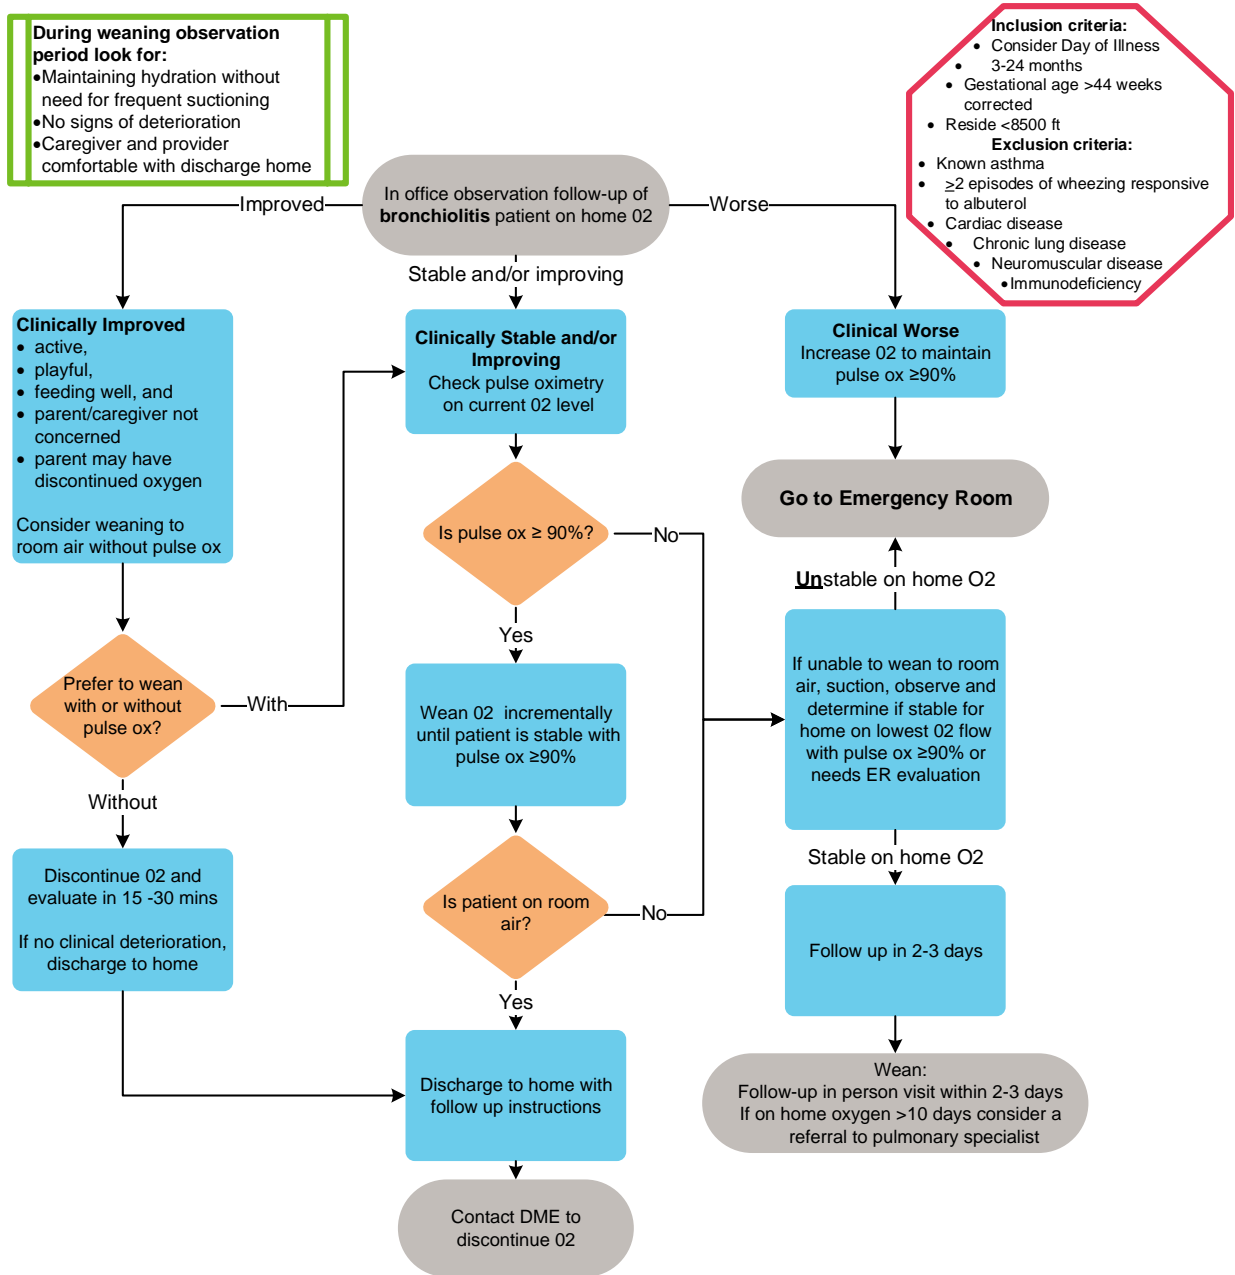 During weaning observation
period look for:
•Maintaining hydration without
need for frequent suctioning
•No signs of deterioration
•Caregiver and provider
comfortable with discharge home
Inclusion criteria:
• Consider Day of Illness
• 3-24 months
• Gestational age >44 weeks
corrected
• Reside <8500 ft
Exclusion criteria:
• Known asthma
• ≥2 episodes of wheezing responsive
to albuterol
• Cardiac disease
• Chronic lung disease
• Neuromuscular disease
•Immunodeficiency
In office observation follow-up of
bronchiolitis patient on home 02
Improved
Worse
Stable and/or improving
Clinically Improved
• active,
• playful,
• feeding well, and
• parent/caregiver not
concerned
• parent may have
discontinued oxygen
Consider weaning to
room air without pulse ox
Clinically Stable and/or
Improving
Check pulse oximetry
on current 02 level
Clinical Worse
Increase 02 to maintain
pulse ox ≥90%
Go to Emergency Room
Is pulse ox ≥ 90%?
No
Unstable on home O2
Yes
Prefer to wean
with or without
pulse ox?
With
Wean 02 incrementally
until patient is stable with
pulse ox ≥90%
If unable to wean to room
air, suction, observe and
determine if stable for
home on lowest 02 flow
with pulse ox ≥90% or
needs ER evaluation
Without
Stable on home O2
Discontinue 02 and
evaluate in 15 -30 mins
If no clinical deterioration,
discharge to home
Is patient on room
air?
No
Follow up in 2-3 days
Yes
Discharge to home with
follow up instructions
Wean:
Follow-up in person visit within 2-3 days
If on home oxygen >10 days consider a
referral to pulmonary specialist
Contact DME to
discontinue 02